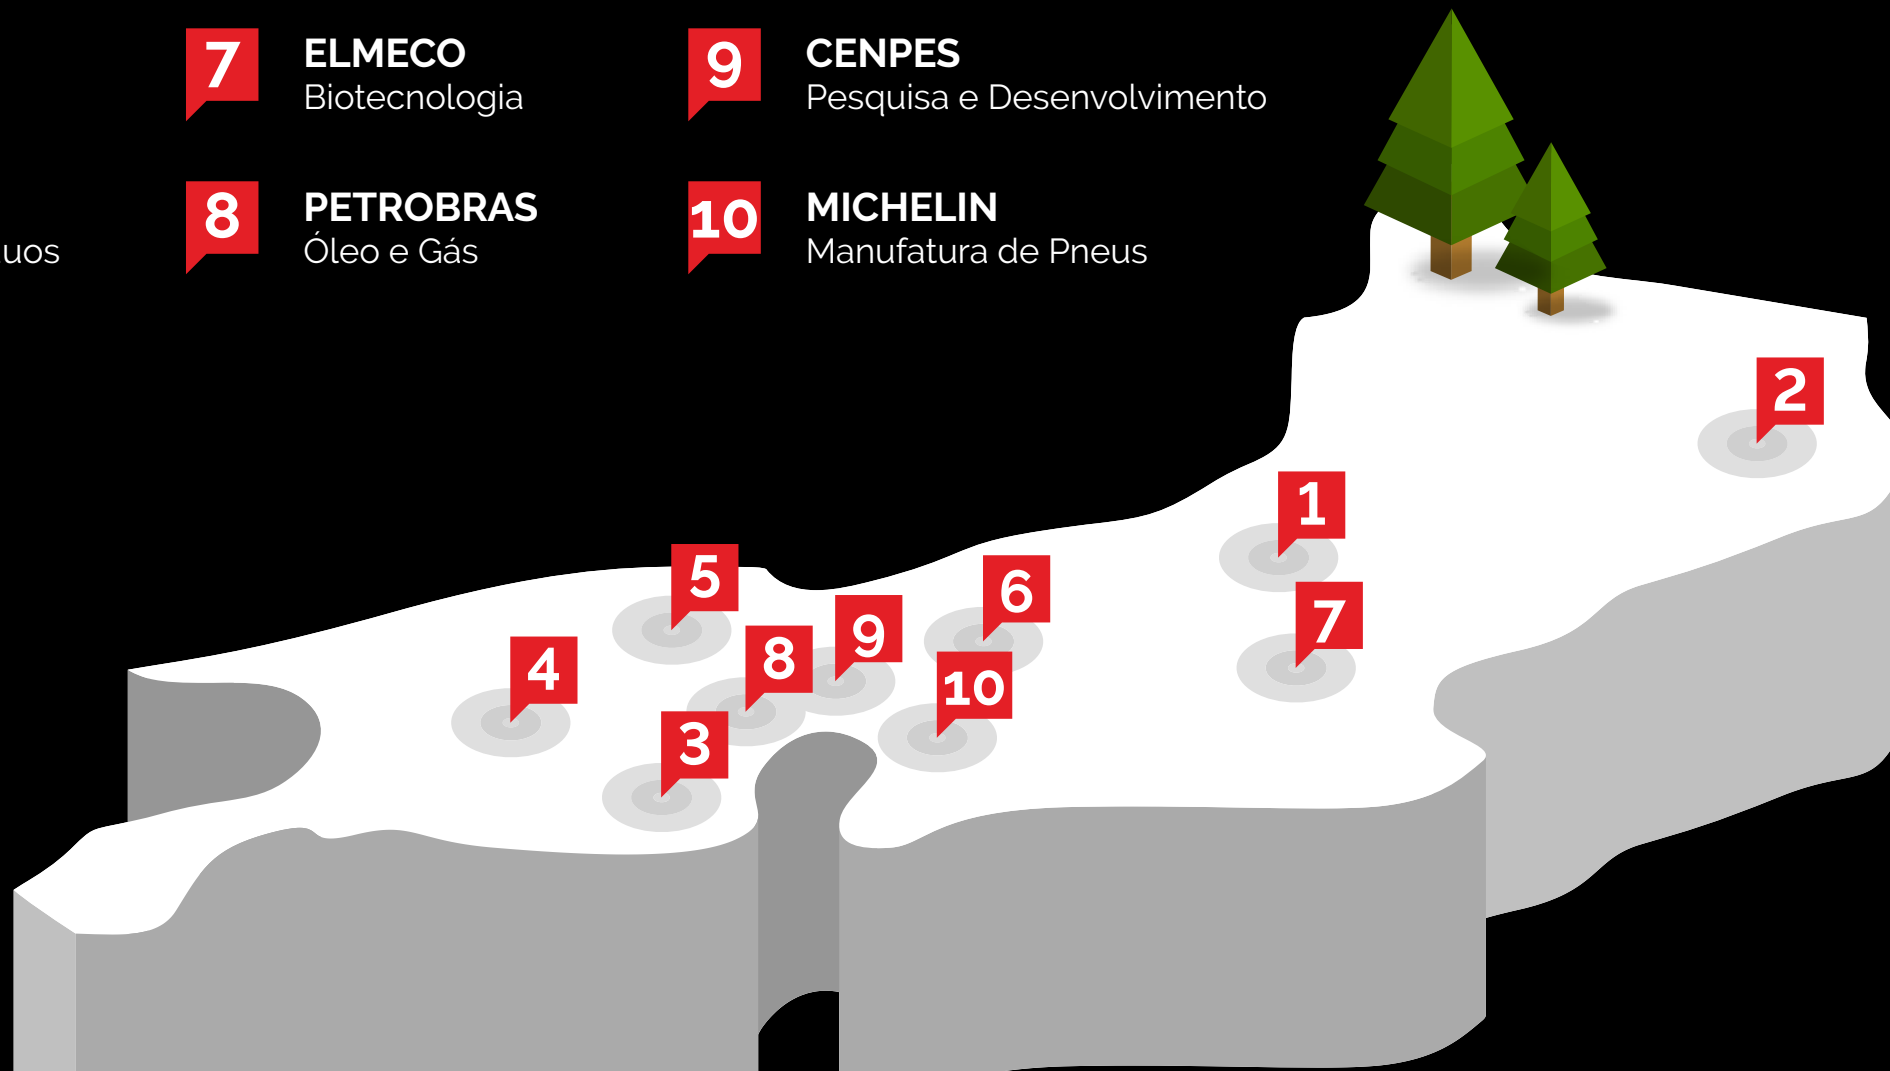 7
ELMECO
Biotecnologia
9
CENPES
Pesquisa e Desenvolvimento
8
PETROBRAS
Óleo e Gás
10
MICHELIN
Manufatura de Pneus
2
1
5
6
7
9
8
4
10
3